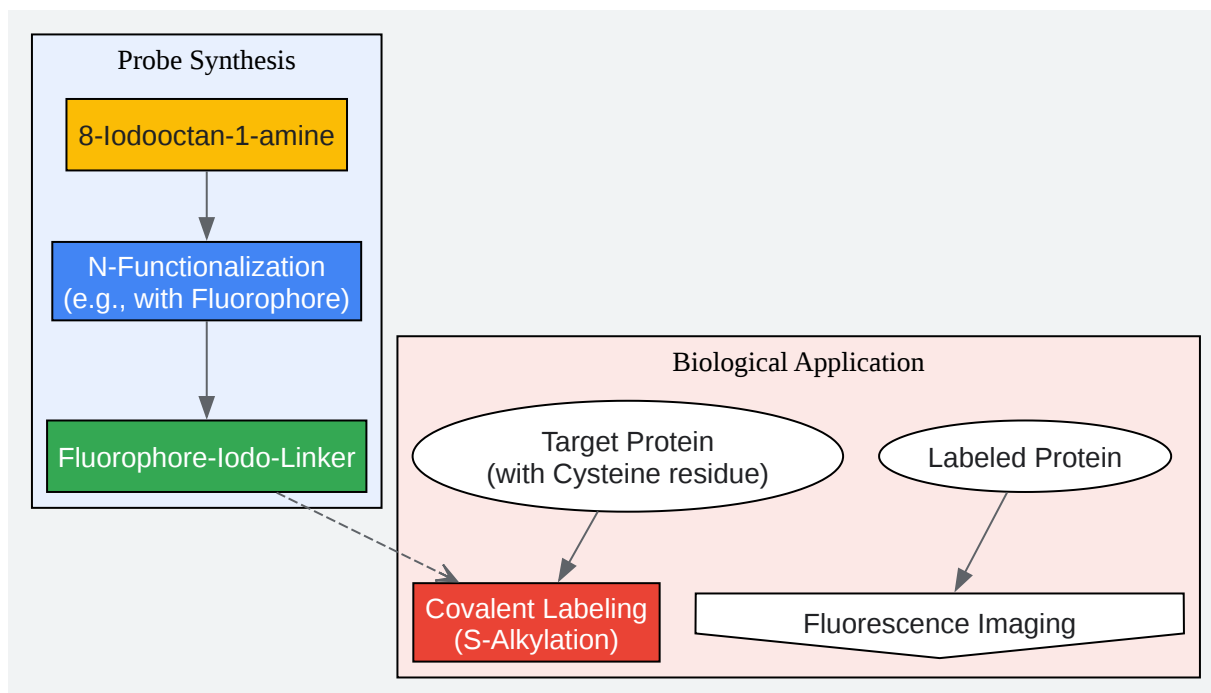 Probe Synthesis
8-Iodooctan-1-amine
N-Functionalization
(e.g., with Fluorophore)
Fluorophore-Iodo-Linker
Biological Application
Target Protein
(with Cysteine residue)
Labeled Protein
Covalent Labeling
(S-Alkylation)
Fluorescence Imaging